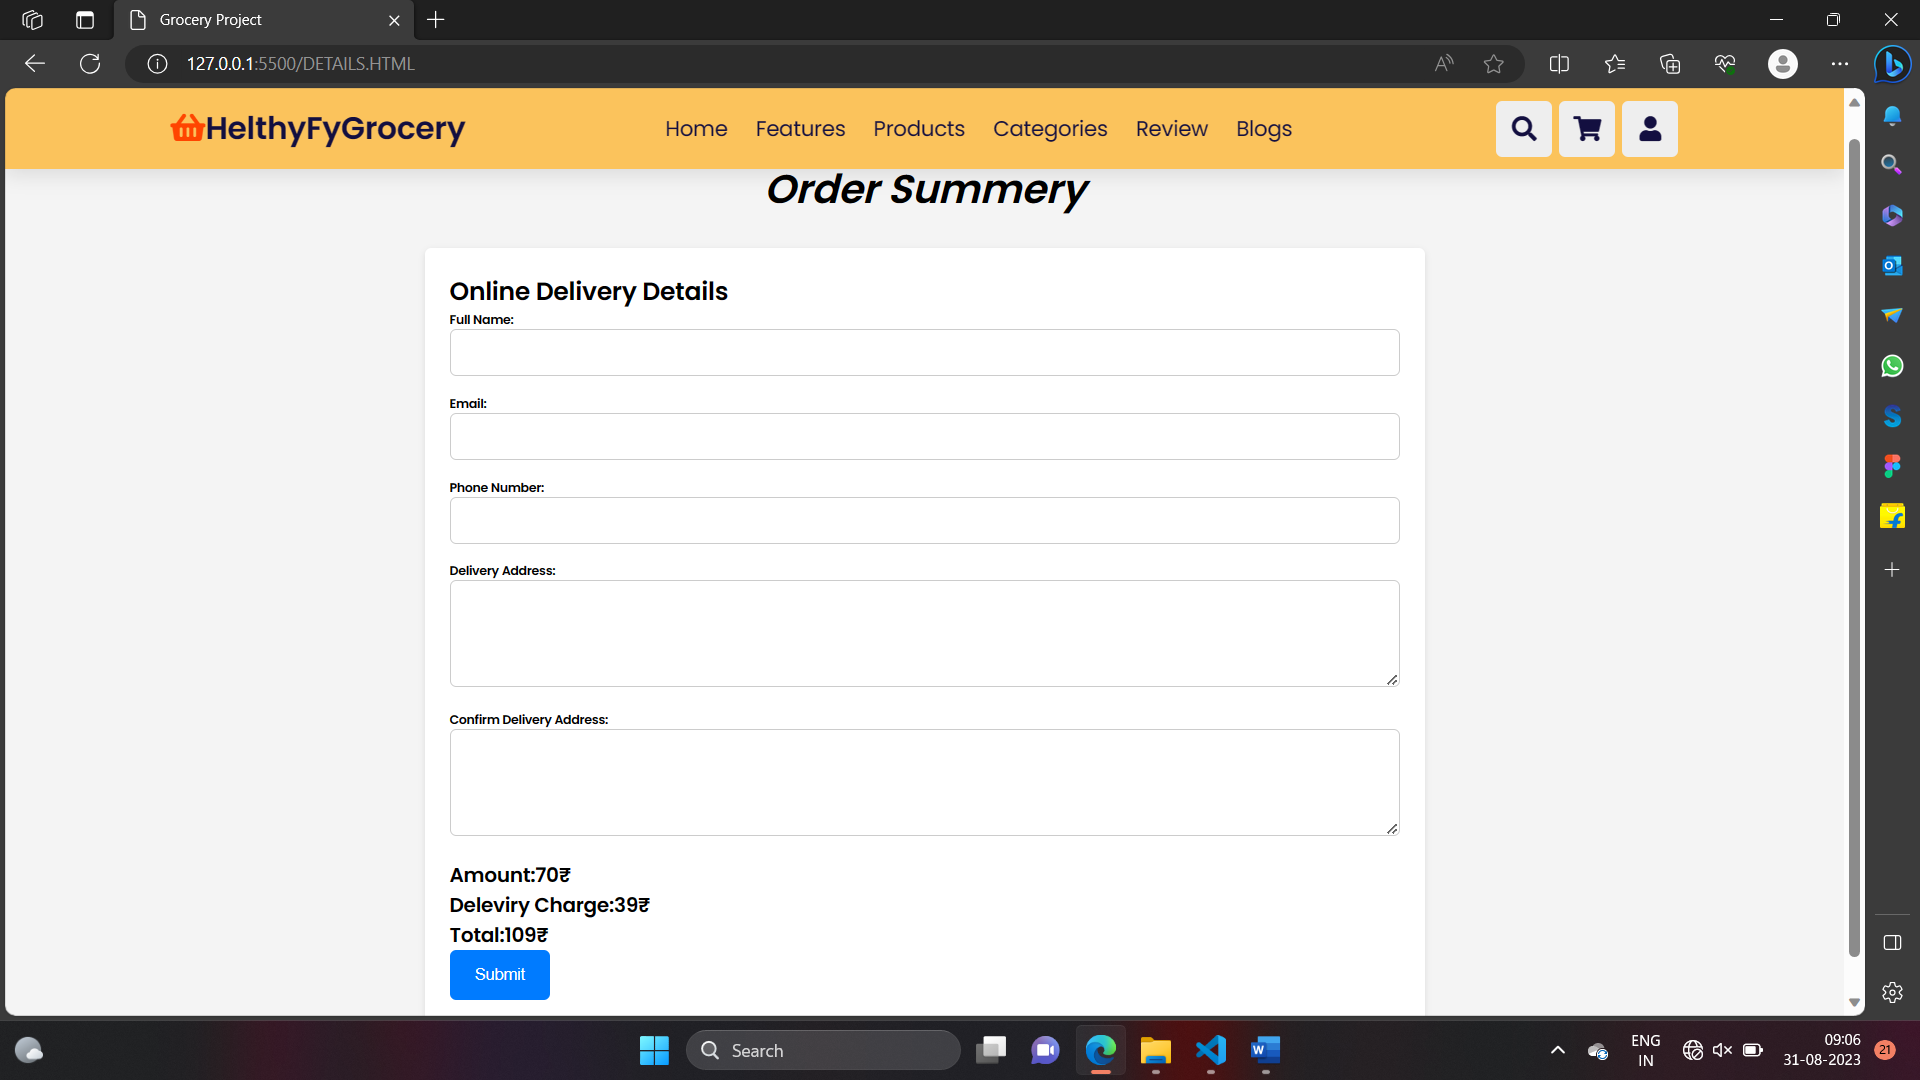 Grocery Project
127.0.0.1:5500/DETAILS.HTML
HelthyFyGrocery
Home Features Products Categories Review Blogs
Order Summery
Online Delivery Details
Full Name:
Email:
Phone Number:
Delivery Address:
Confirm Delivery Address:
Amount:70₹
Deleviry Charge:39₹
Total:109₹
Submit
Search
ENG
IN
09:06
31-08-2023
21